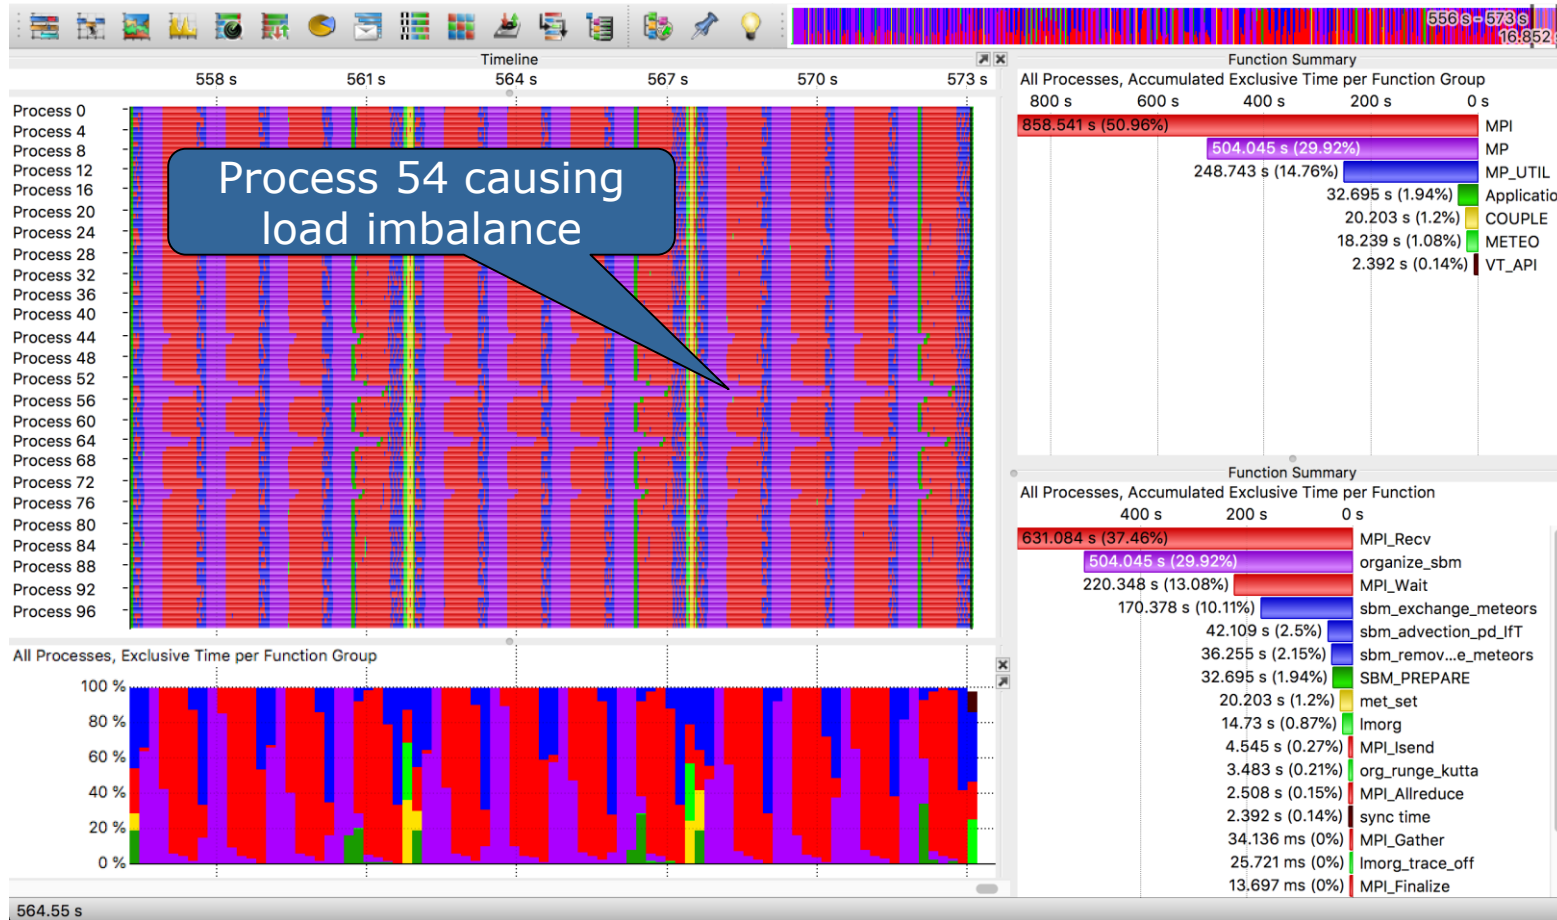 556 s - 573 s
16.852 s
Timeline
558 s 561 s 564 s 567 s 570 s 573 s
Process 0
Process 4
Process 8
Process 12
Process 16
Process 20
Process 24
Process 28
Process 32
Process 36
Process 40
Process 44
Process 48
Process 52
Process 56
Process 60
Process 64
Process 68
Process 72
Process 76
Process 80
Process 84
Process 88
Process 92
Process 96
Process 54 causing
load imbalance
All Processes, Exclusive Time per Function Group
100 %
80 %
60 %
40 %
20 %
0 %
564.55 s
Function Summary
All Processes, Accumulated Exclusive Time per Function Group
800 s 600 s 400 s 200 s 0 s
858.541 s (50.96%) MPI
504.045 s (29.92%) MP
248.743 s (14.76%) MP_UTIL
32.695 s (1.94%) Applicatio
20.203 s (1.2%) COUPLE
18.239 s (1.08%) METEO
2.392 s (0.14%) VT_API
Function Summary
All Processes, Accumulated Exclusive Time per Function
400 s 200 s 0 s
631.084 s (37.46%) MPI_Recv
504.045 s (29.92%) organize_sbm
220.348 s (13.08%) MPI_Wait
170.378 s (10.11%) sbm_exchange_meteors
42.109 s (2.5%) sbm_advection_pd_lfT
36.255 s (2.15%) sbm_remov...e_meteors
32.695 s (1.94%) SBM_PREPARE
20.203 s (1.2%) met_set
14.73 s (0.87%) lmorg
4.545 s (0.27%) MPI_Isend
3.483 s (0.21%) org_runge_kutta
2.508 s (0.15%) MPI_Allreduce
2.392 s (0.14%) sync time
34.136 ms (0%) MPI_Gather
25.721 ms (0%) lmorg_trace_off
13.697 ms (0%) MPI_Finalize